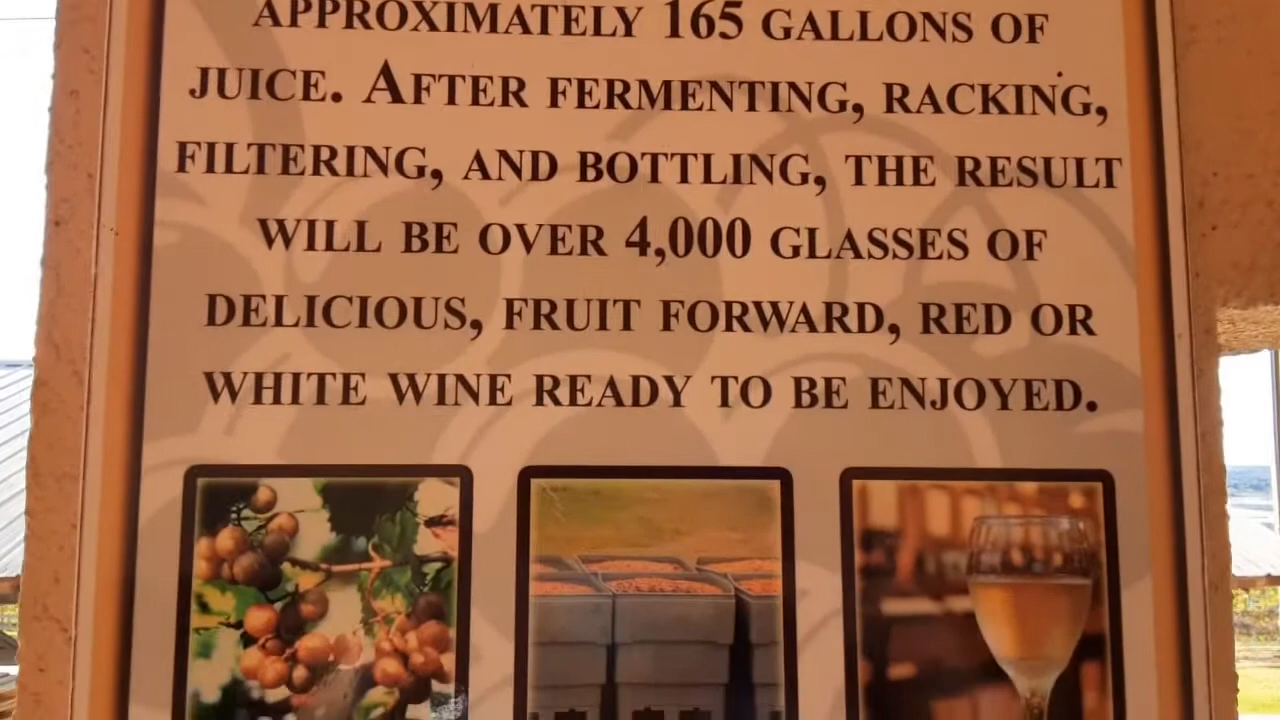 APPROXIMATELY 165 GALLONS OF
JUICE. AFTER FERMENTING, RACKING,
FILTERING, AND BOTTLING, THE RESULT
WILL BE OVER 4,000 GLASSES OF
DELICIOUS, FRUIT FORWARD, RED OR
WHITE WINE READY TO BE ENJOYED.